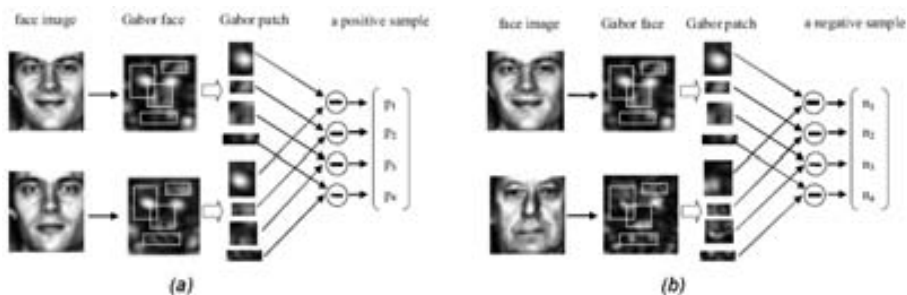 face image Gabor face Gabor patch a positive sample
p1
p2
p3
p4
(a)
face image Gabor face Gabor patch a negative sample
n1
n2
n3
n4
(b)